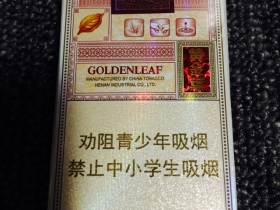 GOLDENLEAF
MANUFACTURED BY CHINA TOBACCO
HENAN INDUSTRIAL CO., LTD.
劝阻青少年吸烟
禁止中小学生吸烟